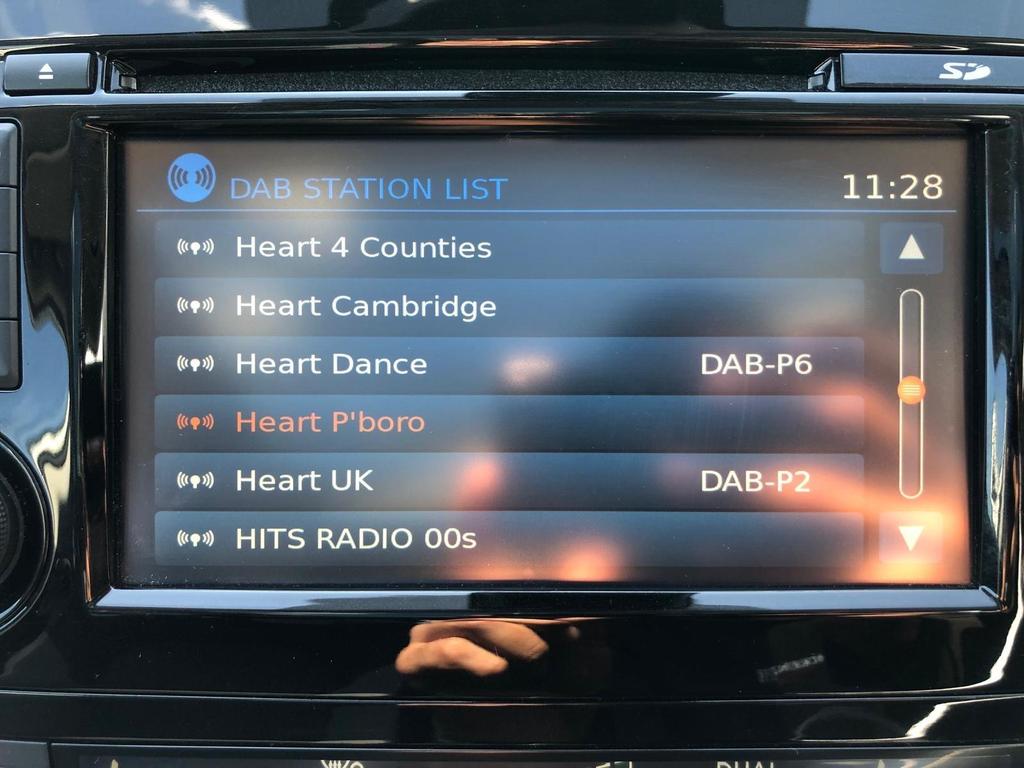 SD
DAB STATION LIST 11:28
Heart 4 Counties
Heart Cambridge
Heart Dance DAB-P6
Heart P'boro
Heart UK DAB-P2
HITS RADIO 00s
DUAL